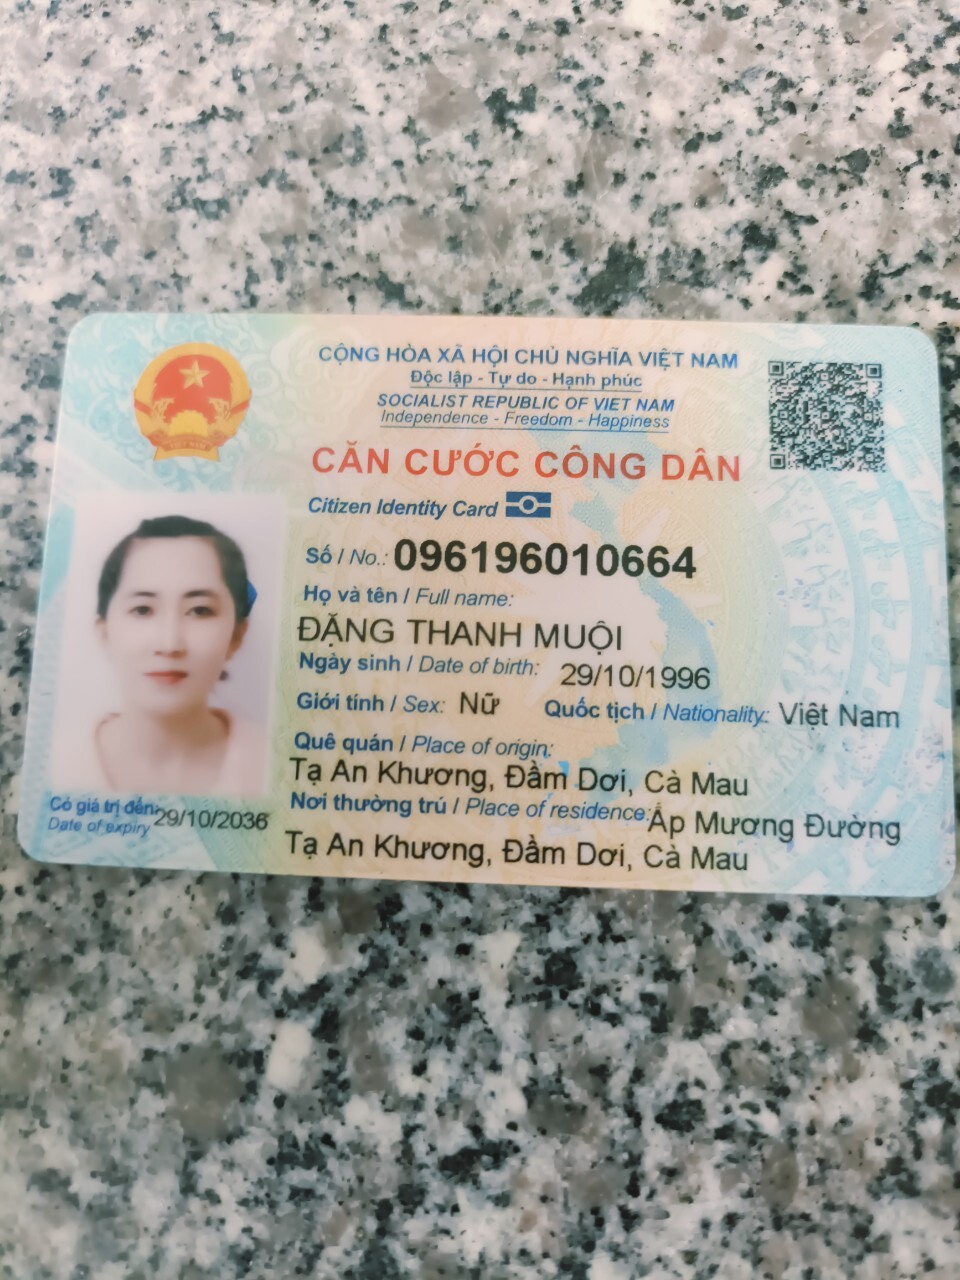 CỘNG HÒA XÃ HỘI CHỦ NGHĨA VIỆT NAM
Độc lập - Tự do - Hạnh phúc
SOCIALIST REPUBLIC OF VIET NAM
Independence - Freedom - Happiness
CĂN CƯỚC CÔNG DÂN
Citizen Identity Card
Số / No.: 096196010664
Họ và tên / Full name:
ĐẶNG THANH MUỘI
Ngày sinh / Date of birth: 29/10/1996
Giới tính / Sex: Nữ Quốc tịch / Nationality: Việt Nam
Quê quán / Place of origin:
Tạ An Khương, Đầm Dơi, Cà Mau
Nơi thường trú / Place of residence: Ấp Mương Đường
Tạ An Khương, Đầm Dơi, Cà Mau
Có giá trị đến: 29/10/2036
Date of expiry